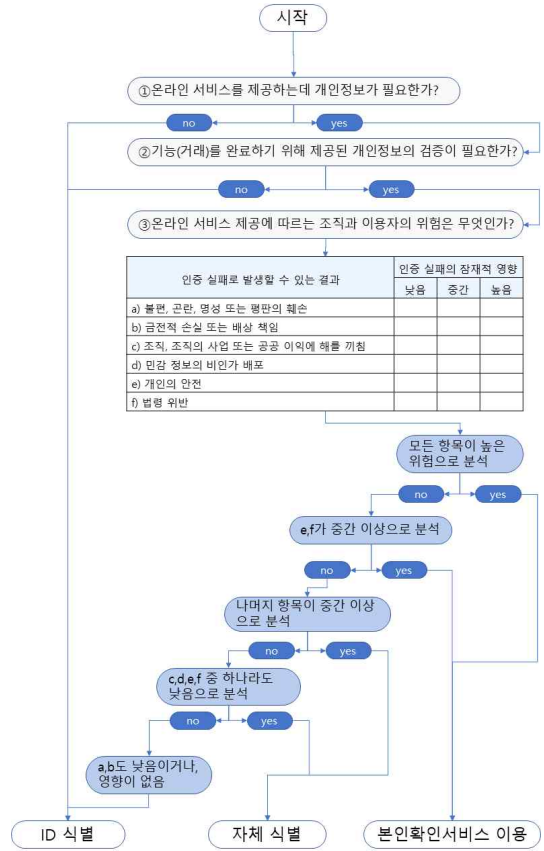 시작
①온라인 서비스를 제공하는데 개인정보가 필요한가?
no
yes
②기능(거래)를 완료하기 위해 제공된 개인정보의 검증이 필요한가?
no
yes
③온라인 서비스 제공에 따르는 조직과 이용자의 위험은 무엇인가?
인증 실패로 발생할 수 있는 결과
인증 실패의 잠재적 영향
낮음
중간
높음
a) 불편, 곤란, 명성 또는 평판의 훼손
b) 금전적 손실 또는 배상 책임
c) 조직, 조직의 사업 또는 공공 이익에 해를 끼침
d) 민감 정보의 비인가 배포
e) 개인의 안전
f) 법령 위반
모든 항목이 높은
위험으로 분석
no
yes
e,f가 중간 이상으로 분석
no
yes
나머지 항목이 중간 이상
으로 분석
no
yes
c,d,e,f 중 하나라도
낮음으로 분석
no
yes
a,b도 낮음이거나,
영향이 없음
ID 식별
자체 식별
본인확인서비스 이용